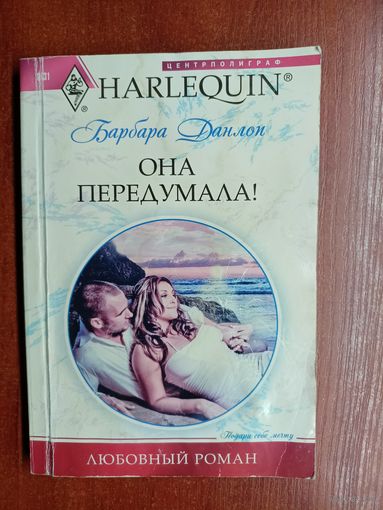 ЦЕНТРПОЛИГРАФ
HARLEQUIN®
Барбара Данлоп
ОНА
ПЕРЕДУМАЛА!
Подари себе мечту
ЛЮБОВНЫЙ РОМАН